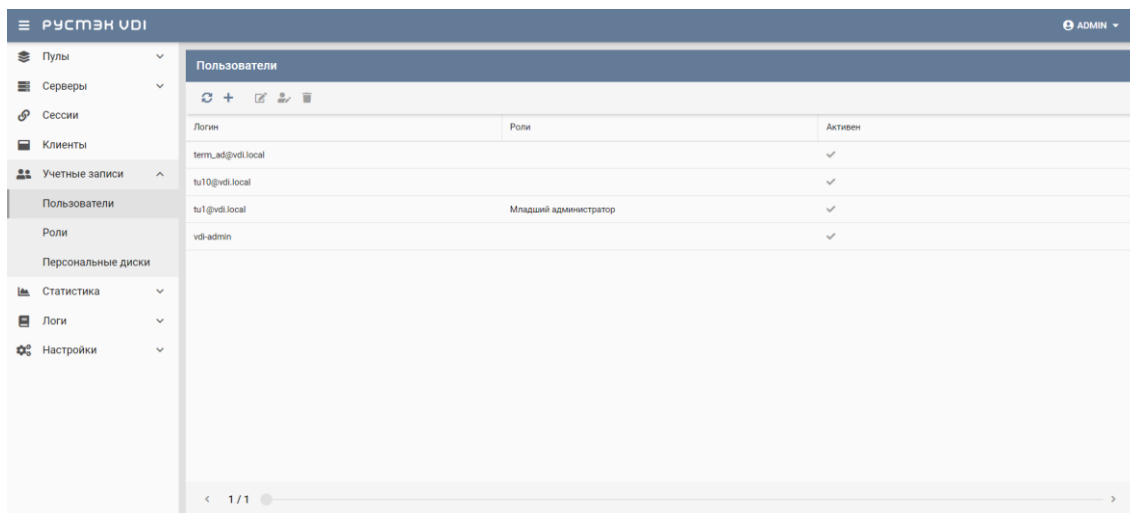 РУСТЭК VDI
ADMIN
Пулы
Серверы
Сессии
Клиенты
Учетные записи
Пользователи
Роли
Персональные диски
Статистика
Логи
Настройки
Пользователи
Логин Роли Активен
term_ad@vdi.local
tu10@vdi.local
tu1@vdi.local Младший администратор
vdi-admin
1 / 1